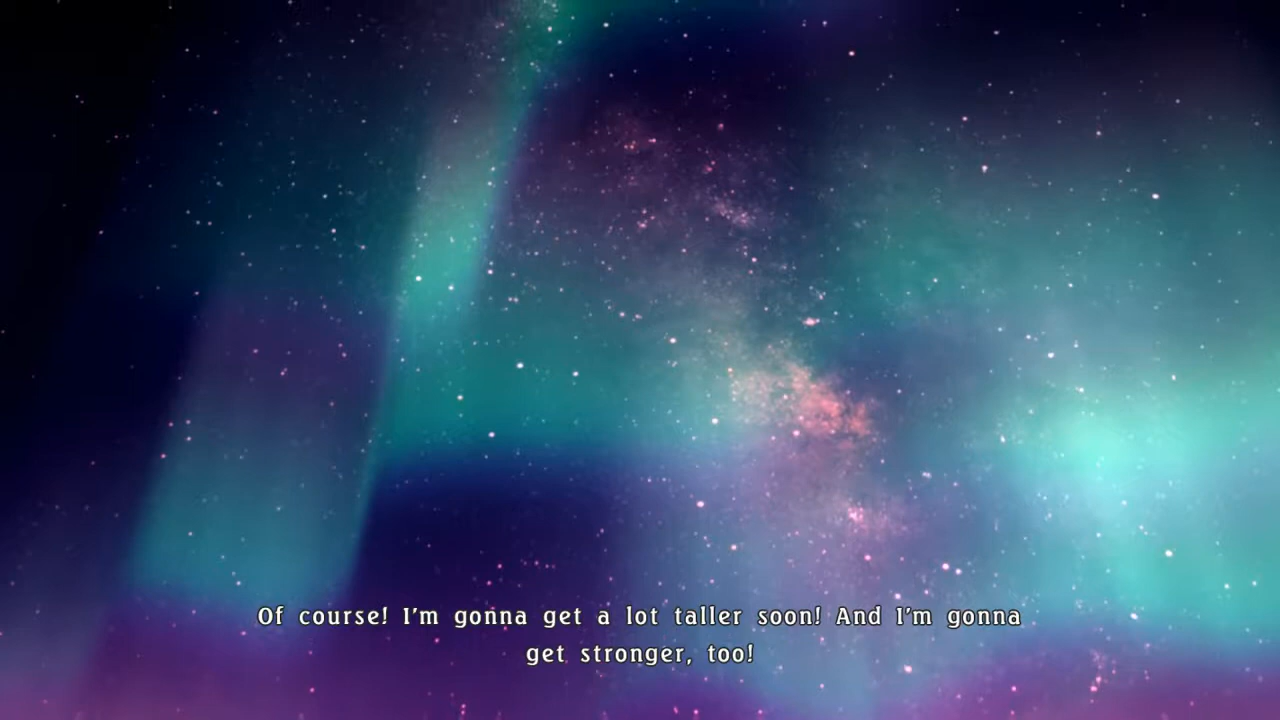 Of course! I'm gonna get a lot taller soon! And I'm gonna
get stronger, too!